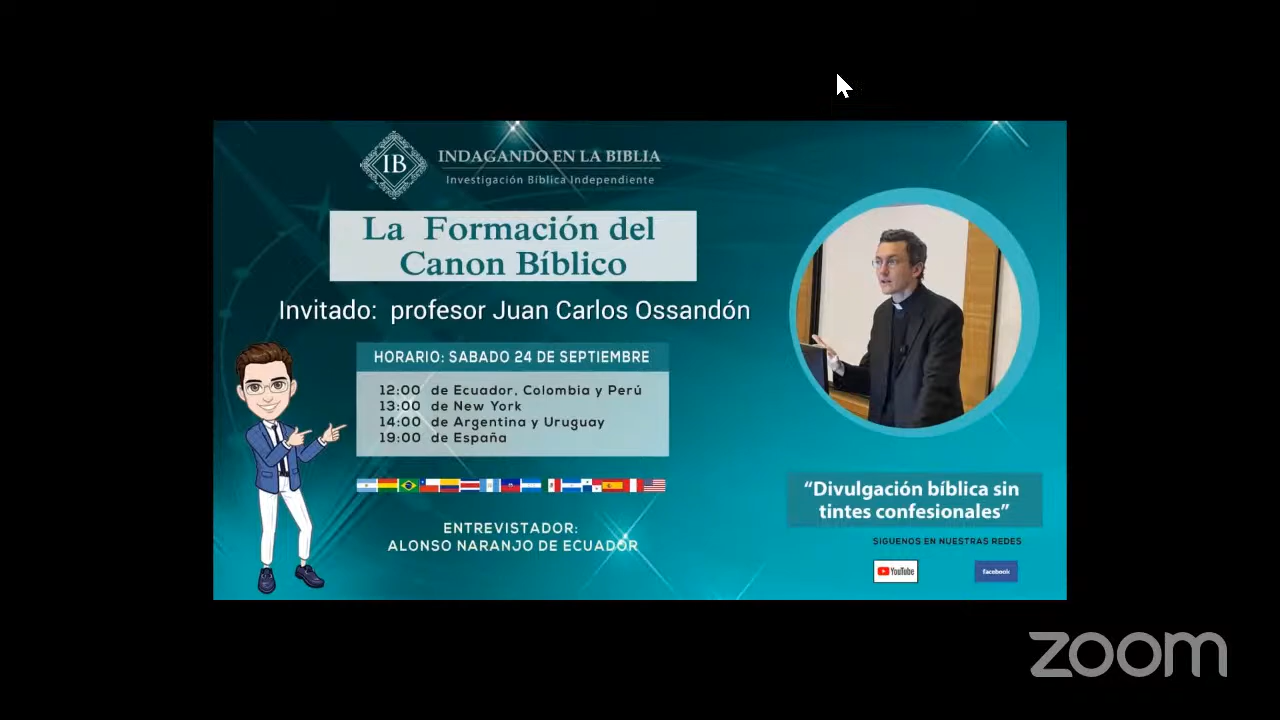 IB
INDAGANDO EN LA BIBLIA
Investigación Bíblica Independiente
La Formación del
Canon Bíblico
Invitado: profesor Juan Carlos Ossandón
HORARIO: SABADO 24 DE SEPTIEMBRE
12:00 de Ecuador, Colombia y Perú
13:00 de New York
14:00 de Argentina y Uruguay
19:00 de España
ENTREVISTADOR:
ALONSO NARANJO DE ECUADOR
“Divulgación bíblica sin
tintes confesionales”
SIGUENOS EN NUESTRAS REDES
YouTube
facebook
zoom